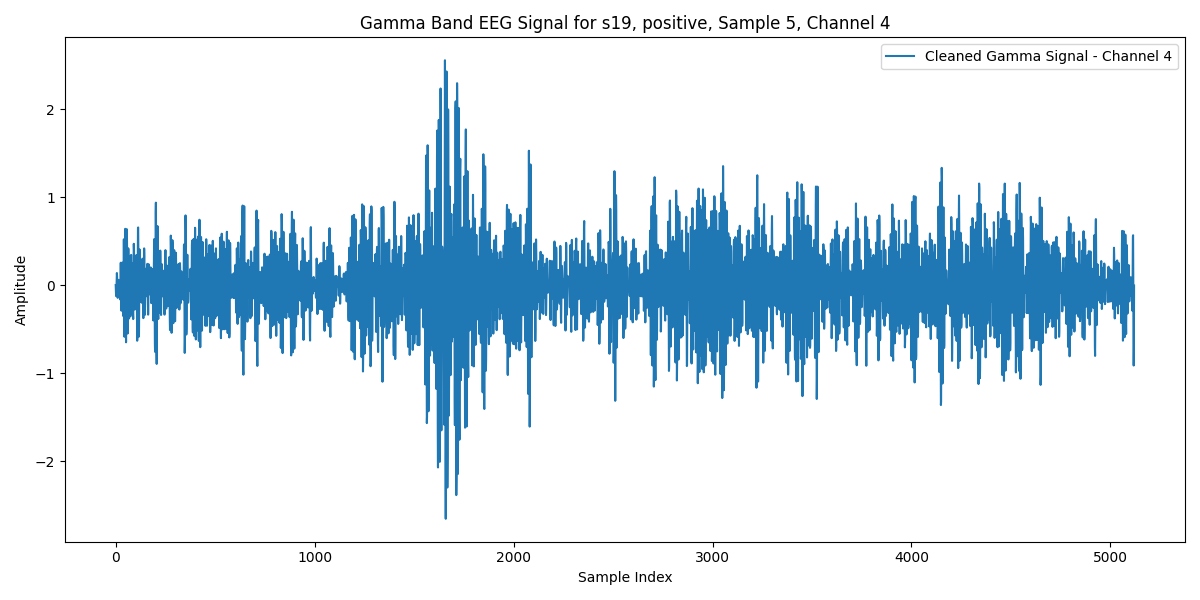 Gamma Band EEG Signal for s19, positive, Sample 5, Channel 4
Cleaned Gamma Signal - Channel 4
Amplitude
2
1
0
−1
−2
0 1000 2000 3000 4000 5000
Sample Index